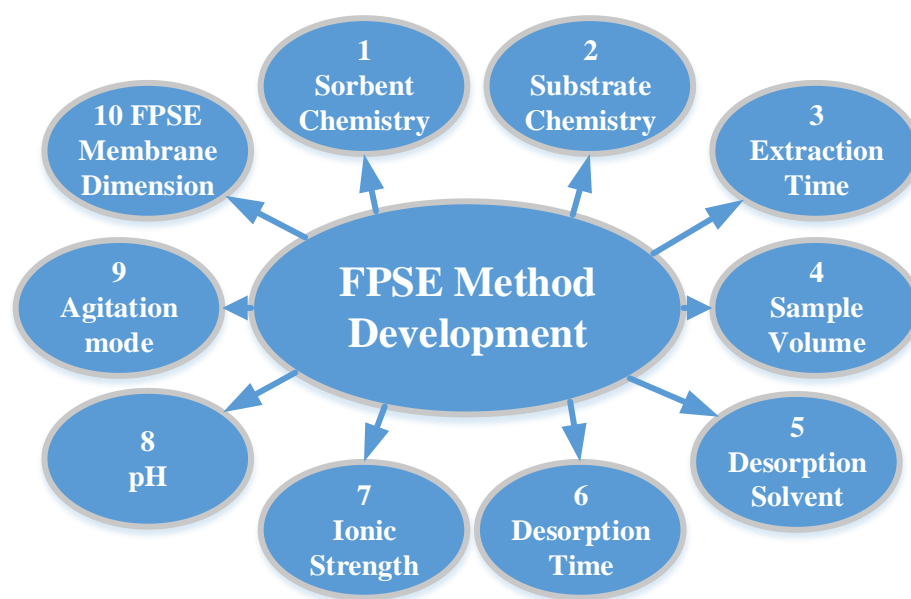 FPSE Method
Development
1
Sorbent
Chemistry
2
Substrate
Chemistry
3
Extraction
Time
4
Sample
Volume
5
Desorption
Solvent
6
Desorption
Time
7
Ionic
Strength
8
pH
9
Agitation
mode
10 FPSE
Membrane
Dimension